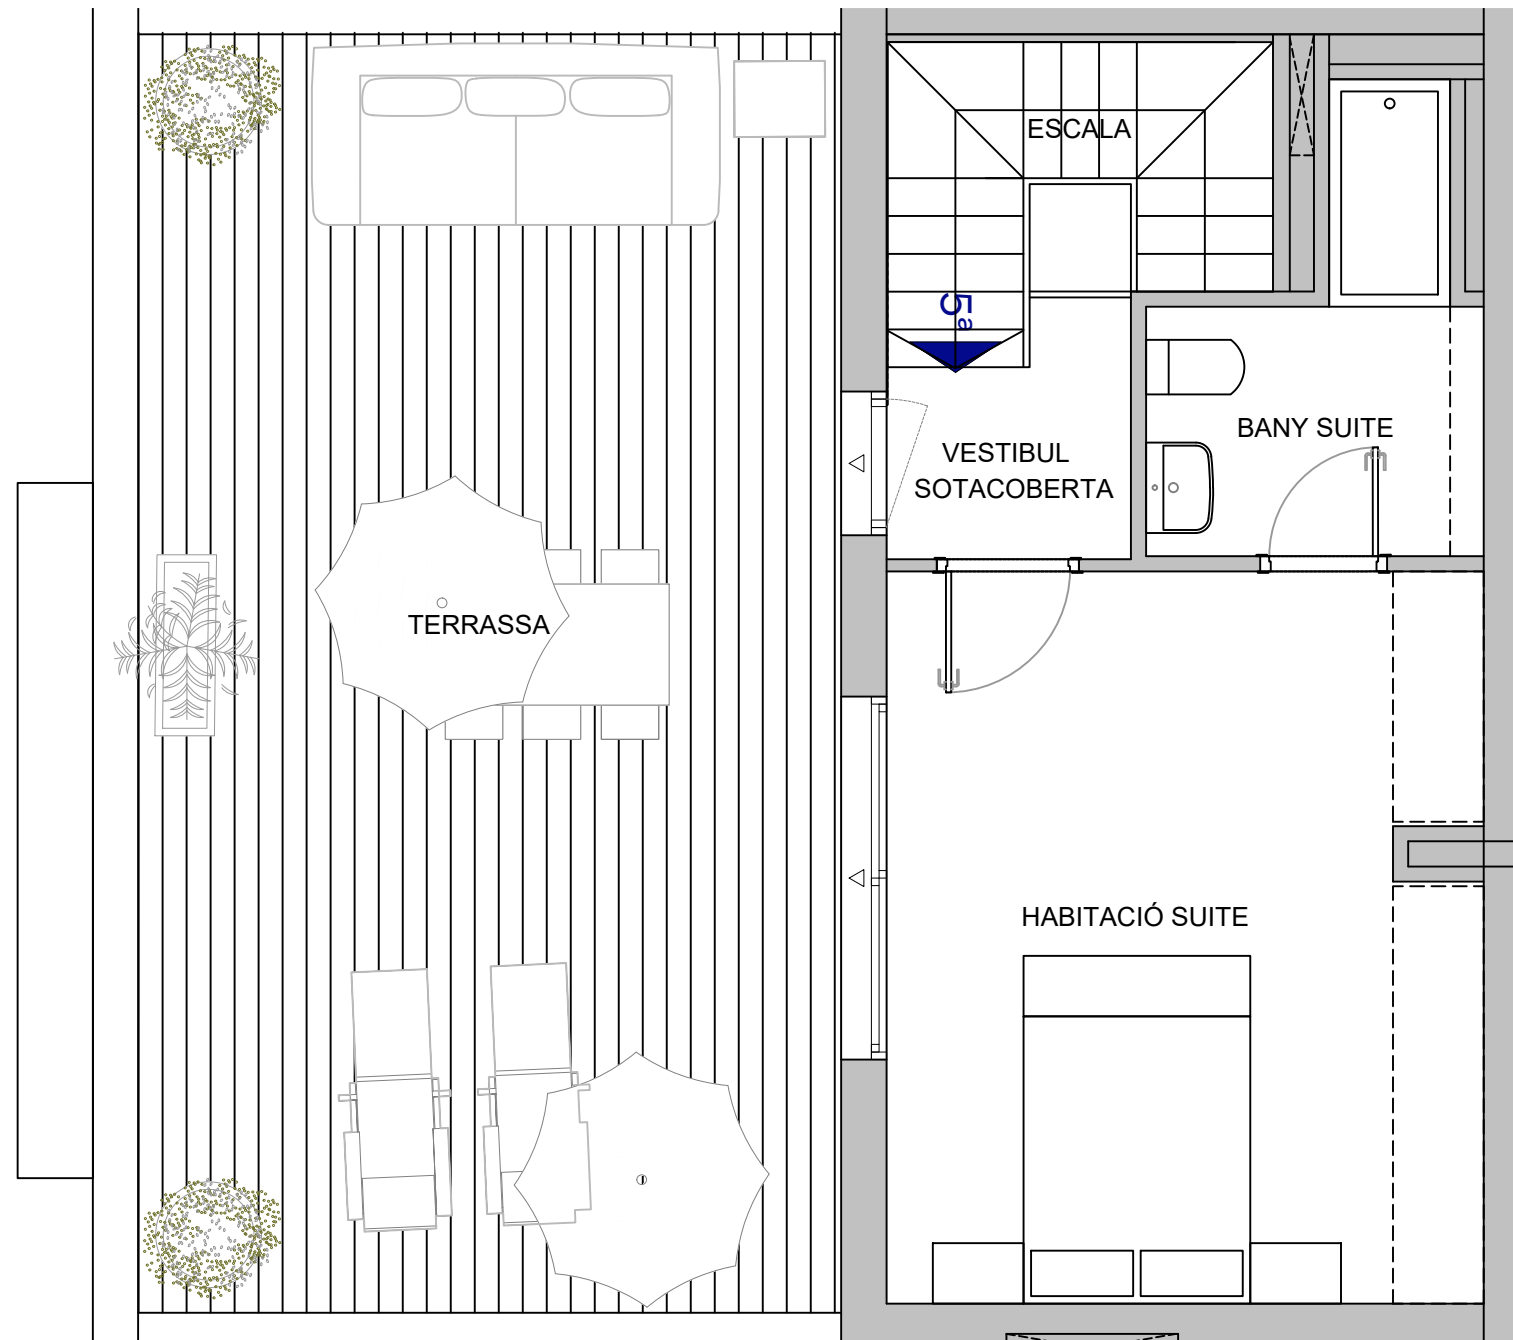 ESCALA
5ª
BANY SUITE
VESTIBUL
SOTACOBERTA
TERRASSA
HABITACIÓ SUITE